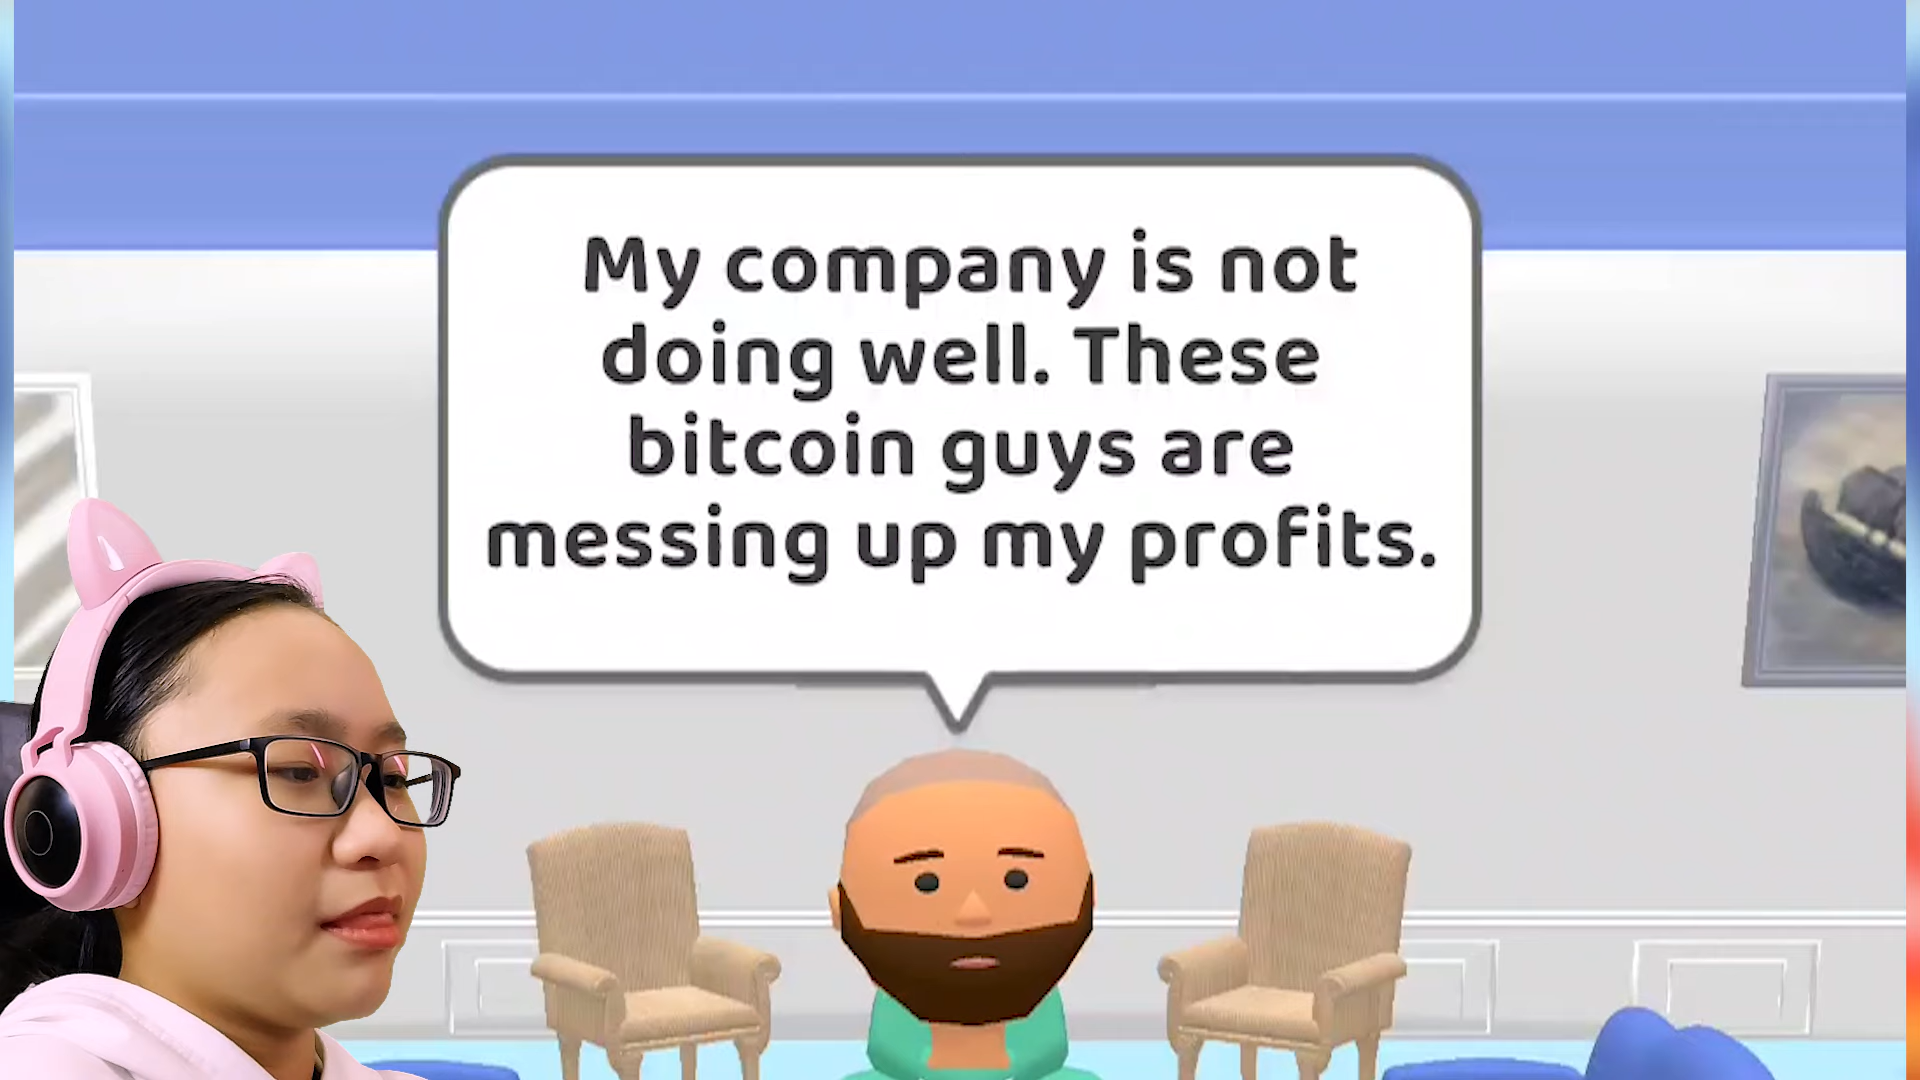 My company is not
doing well. These
bitcoin guys are
messing up my profits.